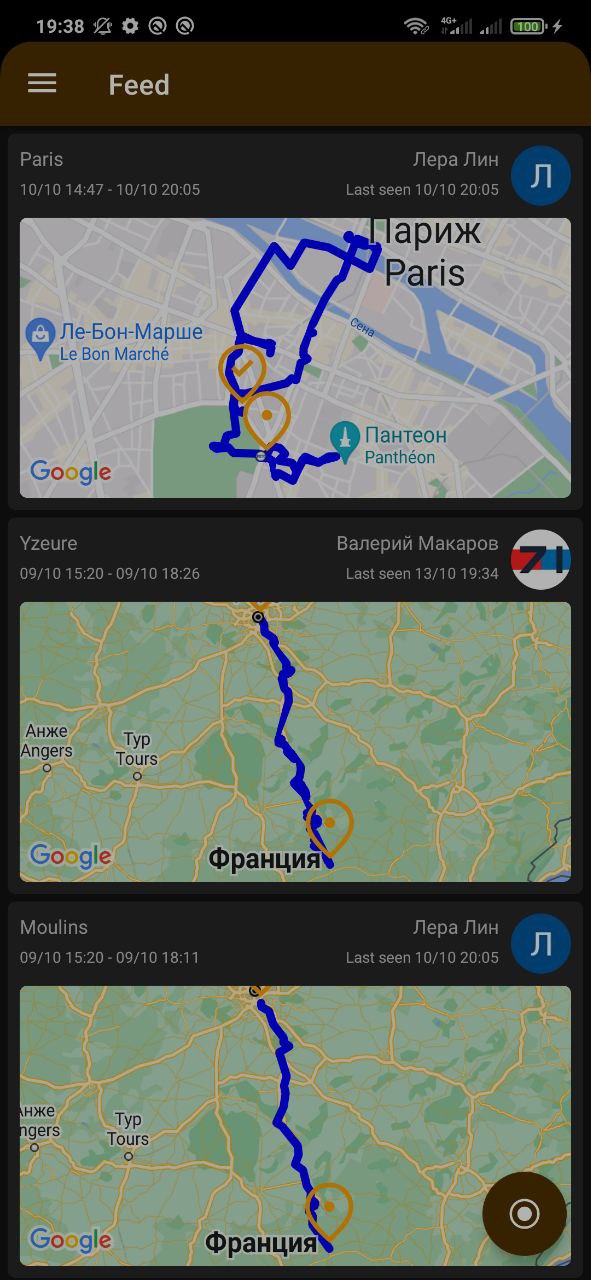 19:38
4G+
100
Feed
Paris
Лера Лин
Л
10/10 14:47 - 10/10 20:05
Last seen 10/10 20:05
Париж
Paris
Сена
Ле-Бон-Марше
Le Bon Marché
Пантеон
Panthéon
Google
Yzeure
Валерий Макаров
09/10 15:20 - 09/10 18:26
Last seen 13/10 19:34
Анже
Angers
Тур
Tours
Франция
Google
Moulins
Лера Лин
Л
09/10 15:20 - 09/10 18:11
Last seen 10/10 20:05
нже
ngers
Тур
Tours
Франция
Google